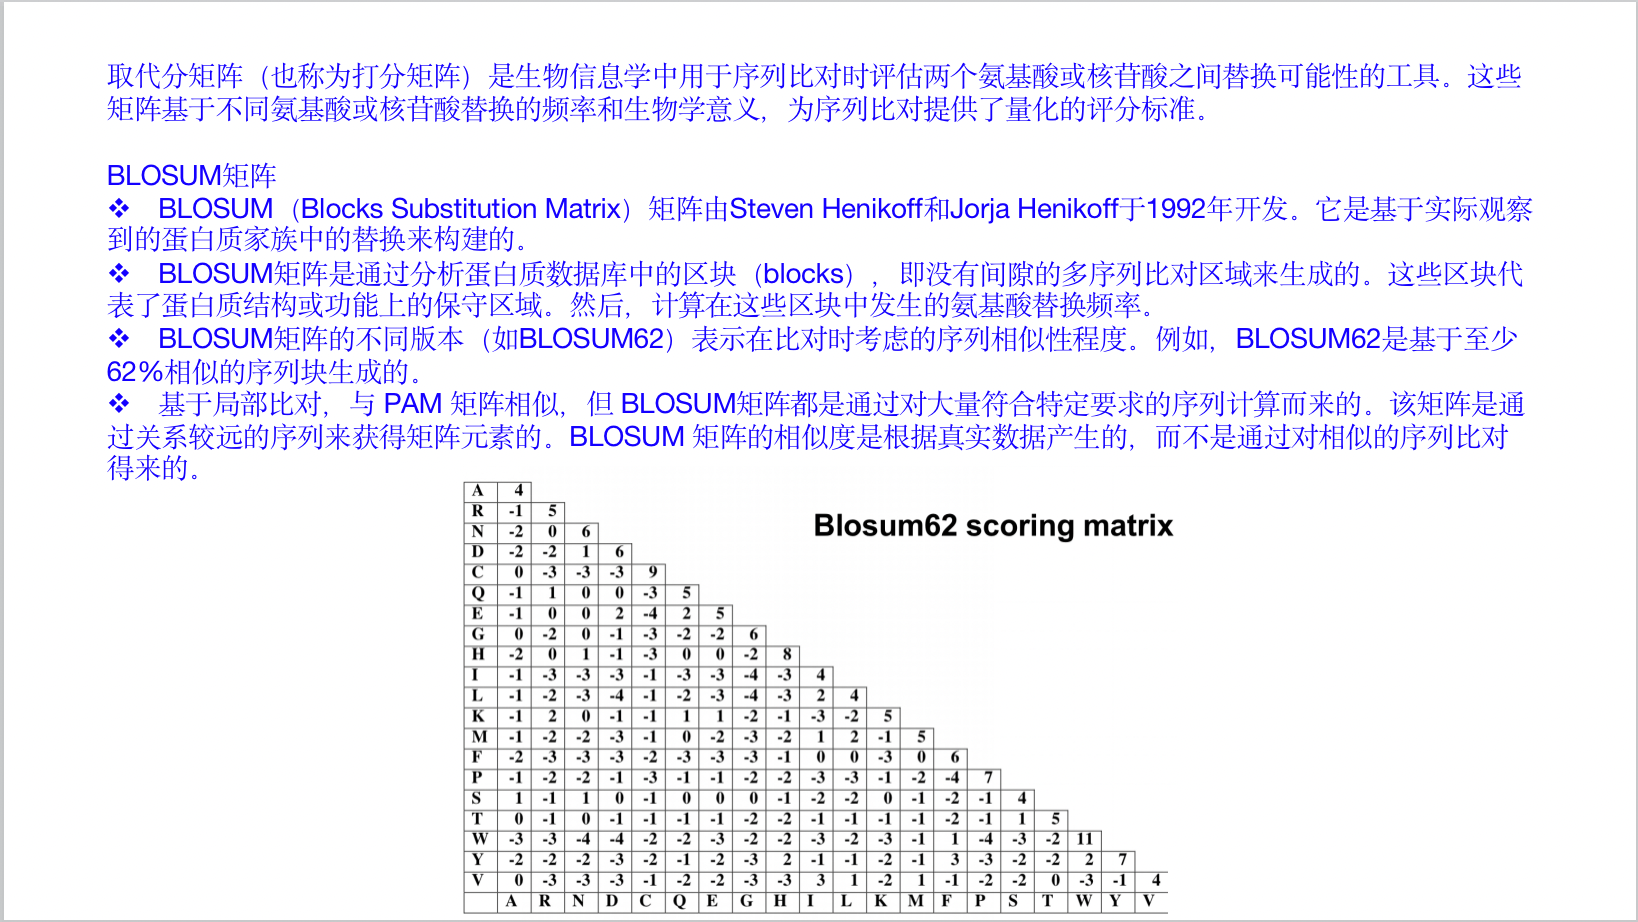 取代分矩阵（也称为打分矩阵）是生物信息学中用于序列比对时评估两个氨基酸或核苷酸之间替换可能性的工具。这些
矩阵基于不同氨基酸或核苷酸替换的频率和生物学意义，为序列比对提供了量化的评分标准。
BLOSUM矩阵
❖ BLOSUM（Blocks Substitution Matrix）矩阵由Steven Henikoff和Jorja Henikoff于1992年开发。它是基于实际观察
到的蛋白质家族中的替换来构建的。
❖ BLOSUM矩阵是通过分析蛋白质数据库中的区块（blocks），即没有间隙的多序列比对区域来生成的。这些区块代
表了蛋白质结构或功能上的保守区域。然后，计算在这些区块中发生的氨基酸替换频率。
❖ BLOSUM矩阵的不同版本（如BLOSUM62）表示在比对时考虑的序列相似性程度。例如，BLOSUM62是基于至少
62%相似的序列块生成的。
❖ 基于局部比对，与 PAM 矩阵相似，但 BLOSUM矩阵都是通过对大量符合特定要求的序列计算而来的。该矩阵是通
过关系较远的序列来获得矩阵元素的。BLOSUM 矩阵的相似度是根据真实数据产生的，而不是通过对相似的序列比对
得来的。
Blosum62 scoring matrix
A 4
R -1 5
N -2 0 6
D -2 -2 1 6
C 0 -3 -3 -3 9
Q -1 1 0 0 -3 5
E -1 0 0 2 -4 2 5
G 0 -2 0 -1 -3 -2 -2 6
H -2 0 1 -1 -3 0 0 -2 8
I -1 -3 -3 -3 -1 -3 -3 -4 -3 4
L -1 -2 -3 -4 -1 -2 -3 -4 -3 2 4
K -1 2 0 -1 -1 1 1 -2 -1 -3 -2 5
M -1 -2 -2 -3 -1 0 -2 -3 -2 1 2 -1 5
F -2 -3 -3 -3 -2 -3 -3 -3 -1 0 0 -3 0 6
P -1 -2 -2 -1 -3 -1 -1 -2 -2 -3 -3 -1 -2 -4 7
S 1 -1 1 0 -1 0 0 0 -1 -2 -2 0 -1 -2 -1 4
T 0 -1 0 -1 -1 -1 -1 -2 -2 -1 -1 -1 -1 -2 -1 1 5
W -3 -3 -4 -4 -2 -2 -3 -2 -2 -3 -2 -3 -1 1 -4 -3 -2 11
Y -2 -2 -2 -3 -2 -1 -2 -3 2 -1 -1 -2 -1 3 -3 -2 -2 2 7
V 0 -3 -3 -3 -1 -2 -2 -3 -3 3 1 -2 1 -1 -2 -2 0 -3 -1 4
A R N D C Q E G H I L K M F P S T W Y V